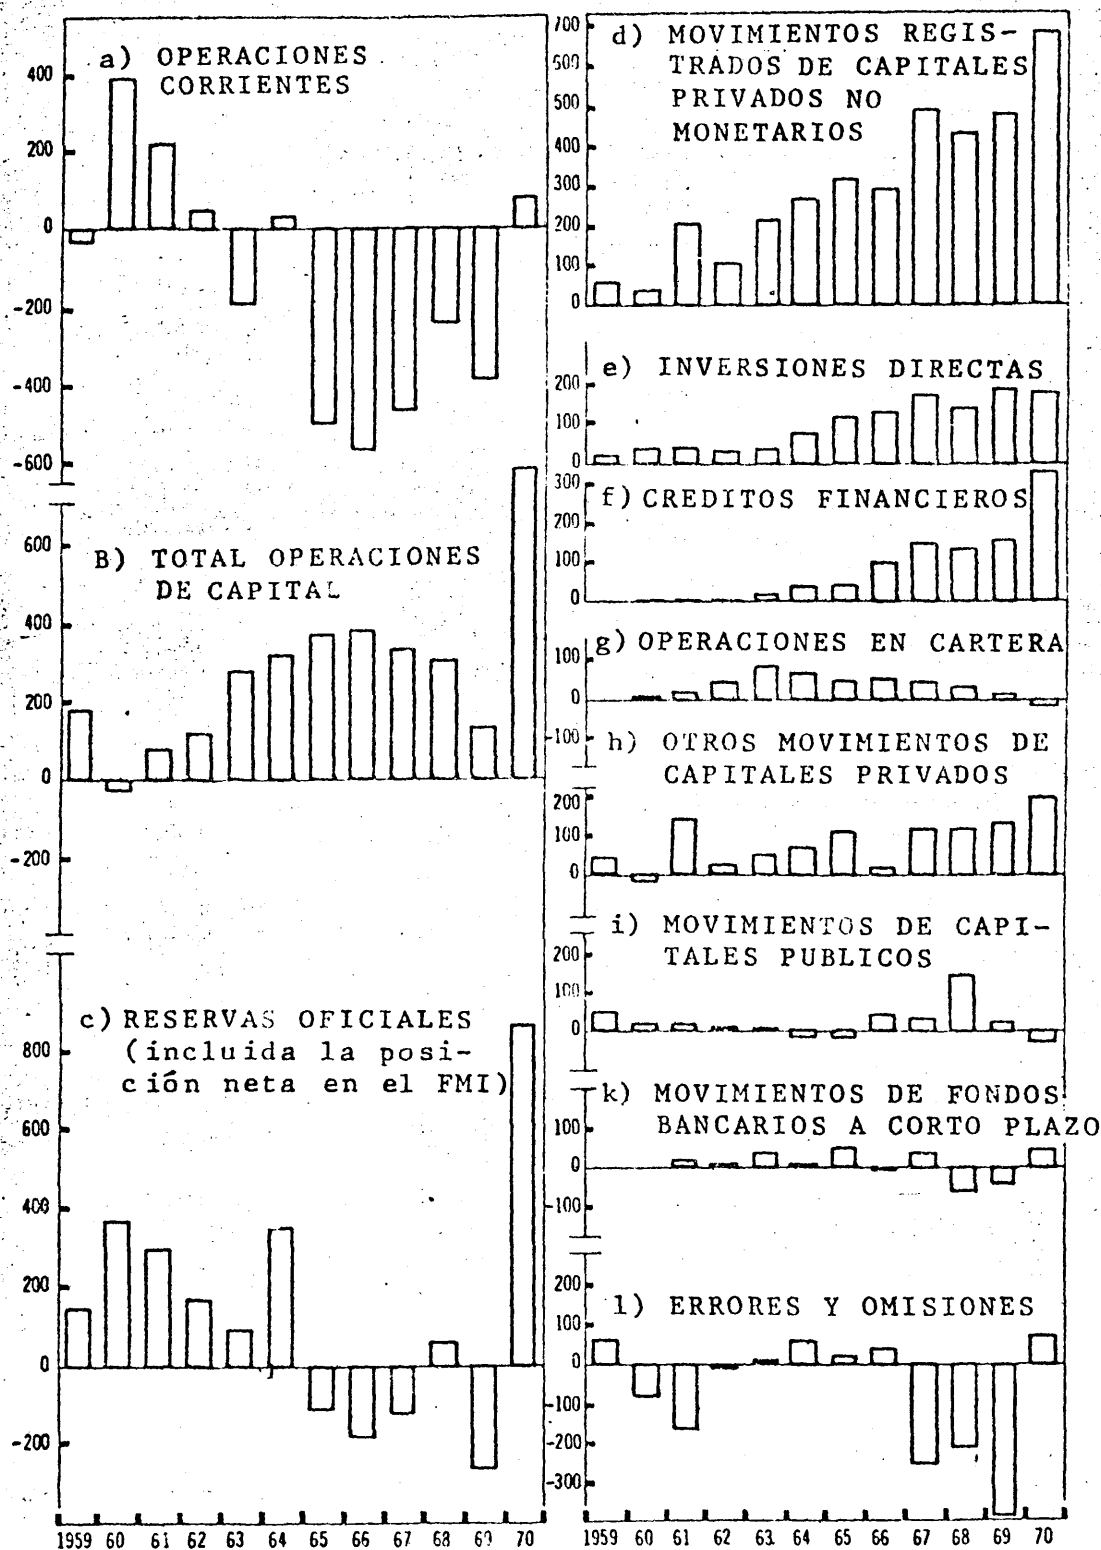 a) OPERACIONES
CORRIENTES
400
200
0
-200
-400
-600
B) TOTAL OPERACIONES
DE CAPITAL
600
400
200
0
-200
c) RESERVAS OFICIALES
(incluida la posi-
ción neta en el FMI)
800
600
400
200
0
-200
1959 60 61 62 63 64 65 66 67 68 69 70
d) MOVIMIENTOS REGIS-
TRADOS DE CAPITALES
PRIVADOS NO
MONETARIOS
700
600
500
400
300
200
100
0
e) INVERSIONES DIRECTAS
200
100
0
f) CREDITOS FINANCIEROS
300
200
100
0
g) OPERACIONES EN CARTERA
100
0
-100
h) OTROS MOVIMIENTOS DE
CAPITALES PRIVADOS
200
100
0
i) MOVIMIENTOS DE CAPI-
TALES PUBLICOS
200
100
0
k) MOVIMIENTOS DE FONDOS
BANCARIOS A CORTO PLAZO
100
0
-100
l) ERRORES Y OMISIONES
200
100
0
-100
-200
-300
1959 60 61 62 63 64 65 66 67 68 69 70